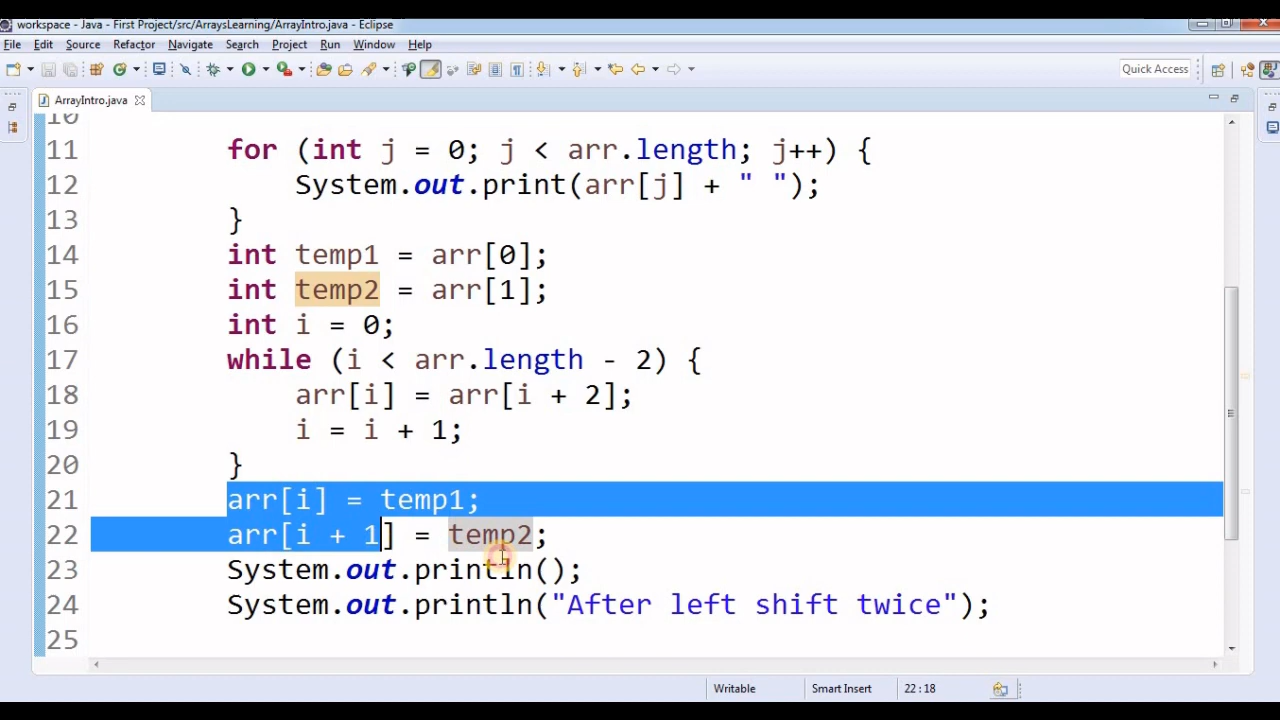 workspace - Java - First Project/src/ArraysLearning/ArrayIntro.java - Eclipse
File Edit Source Refactor Navigate Search Project Run Window Help
Quick Access
ArrayIntro.java
10
11 for (int j = 0; j < arr.length; j++) {
12 System.out.print(arr[j] + " ");
13 }
14 int temp1 = arr[0];
15 int temp2 = arr[1];
16 int i = 0;
17 while (i < arr.length - 2) {
18 arr[i] = arr[i + 2];
19 i = i + 1;
20 }
21 arr[i] = temp1;
22 arr[i + 1] = temp2;
23 System.out.println();
24 System.out.println("After left shift twice");
25
Writable Smart Insert 22 : 18